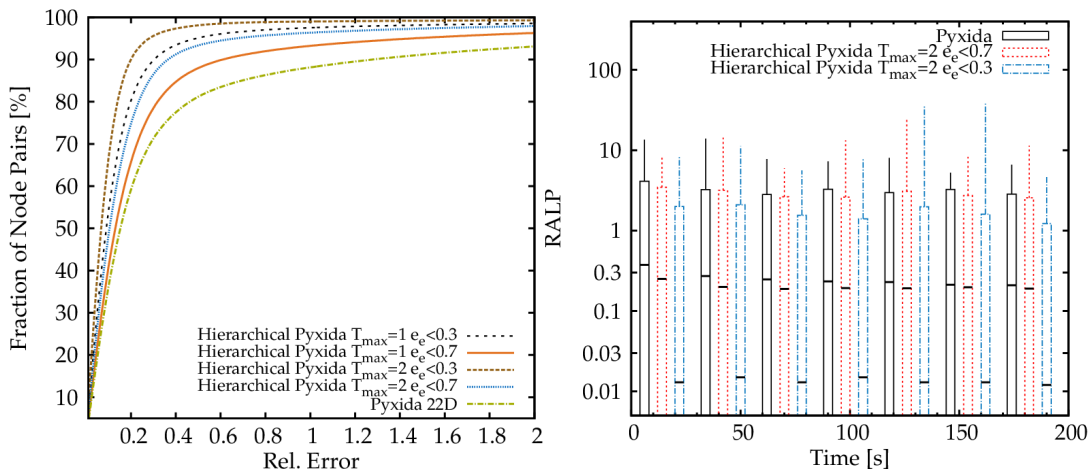 100
90
80
70
60
50
40
30
20
10
Fraction of Node Pairs [%]
Hierarchical Pyxida Tmax=1 ee<0.3
Hierarchical Pyxida Tmax=1 ee<0.7
Hierarchical Pyxida Tmax=2 ee<0.3
Hierarchical Pyxida Tmax=2 ee<0.7
Pyxida 22D
0.2 0.4 0.6 0.8 1 1.2 1.4 1.6 1.8 2
Rel. Error
Pyxida
Hierarchical Pyxida Tmax=2 ee<0.7
Hierarchical Pyxida Tmax=2 ee<0.3
100
10
1
0.3
0.1
0.03
0.01
RALP
0 50 100 150 200
Time [s]